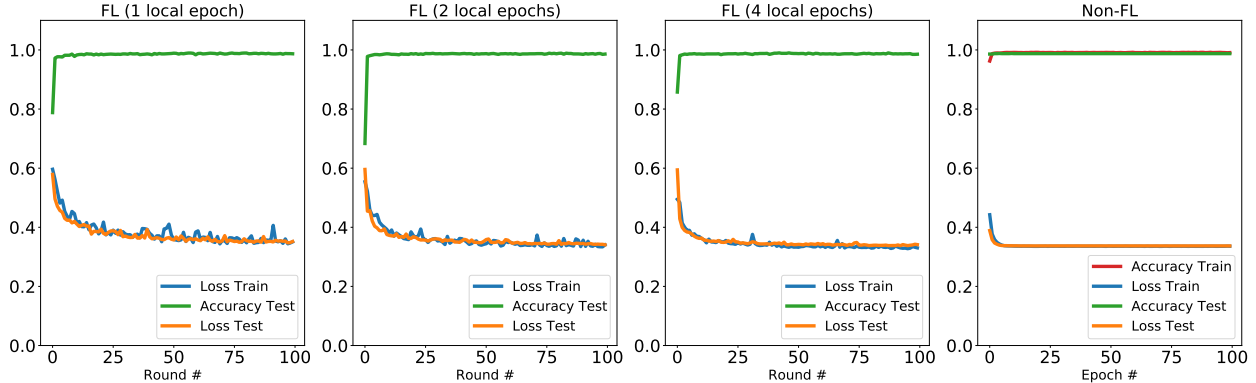 FL (1 local epoch)
1.0
0.8
0.6
0.4
0.2
0.0
0 25 50 75 100
Round #
Loss Train
Accuracy Test
Loss Test
FL (2 local epochs)
1.0
0.8
0.6
0.4
0.2
0.0
0 25 50 75 100
Round #
Loss Train
Accuracy Test
Loss Test
FL (4 local epochs)
1.0
0.8
0.6
0.4
0.2
0.0
0 25 50 75 100
Round #
Loss Train
Accuracy Test
Loss Test
Non-FL
1.0
0.8
0.6
0.4
0.2
0.0
0 25 50 75 100
Epoch #
Accuracy Train
Loss Train
Accuracy Test
Loss Test